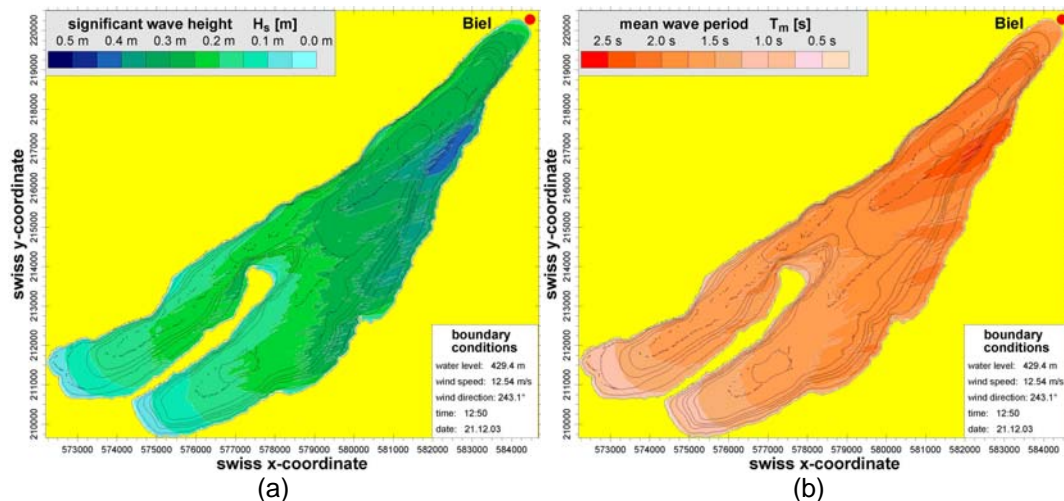 significant wave height Hs [m]
0.5 m 0.4 m 0.3 m 0.2 m 0.1 m 0.0 m
Biel
swiss y-coordinate
220000
219000
218000
217000
216000
215000
214000
213000
212000
211000
210000
boundary
conditions
water level: 429.4 m
wind speed: 12.54 m/s
wind direction: 243.1°
time: 12:50
date: 21.12.03
573000 574000 575000 576000 577000 578000 579000 580000 581000 582000 583000 584000
swiss x-coordinate
(a)
mean wave period Tm [s]
2.5 s 2.0 s 1.5 s 1.0 s 0.5 s
Biel
swiss y-coordinate
220000
219000
218000
217000
216000
215000
214000
213000
212000
211000
210000
boundary
conditions
water level: 429.4 m
wind speed: 12.54 m/s
wind direction: 243.1°
time: 12:50
date: 21.12.03
573000 574000 575000 576000 577000 578000 579000 580000 581000 582000 583000 584000
swiss x-coordinate
(b)